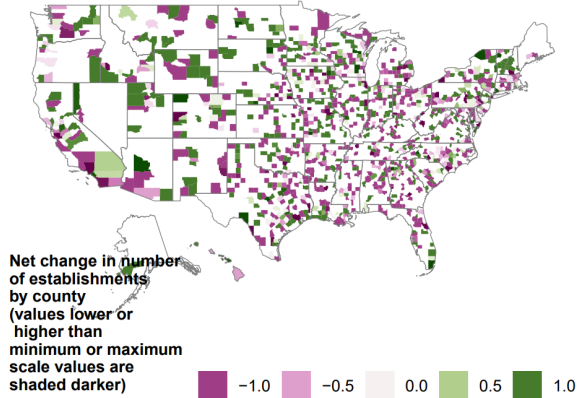 Net change in number
of establishments
by county
(values lower or
higher than
minimum or maximum
scale values are
shaded darker)
−1.0 −0.5 0.0 0.5 1.0